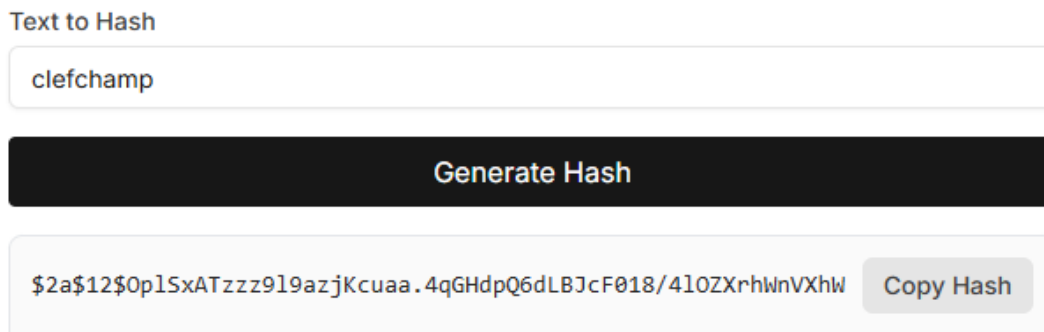 Text to Hash
clefchamp
Generate Hash
$2a$12$OplSxATzzz9l9azjKcuaa.4qGHdpQ6dLBJcF018/4lOZXrhWnVXhW
Copy Hash